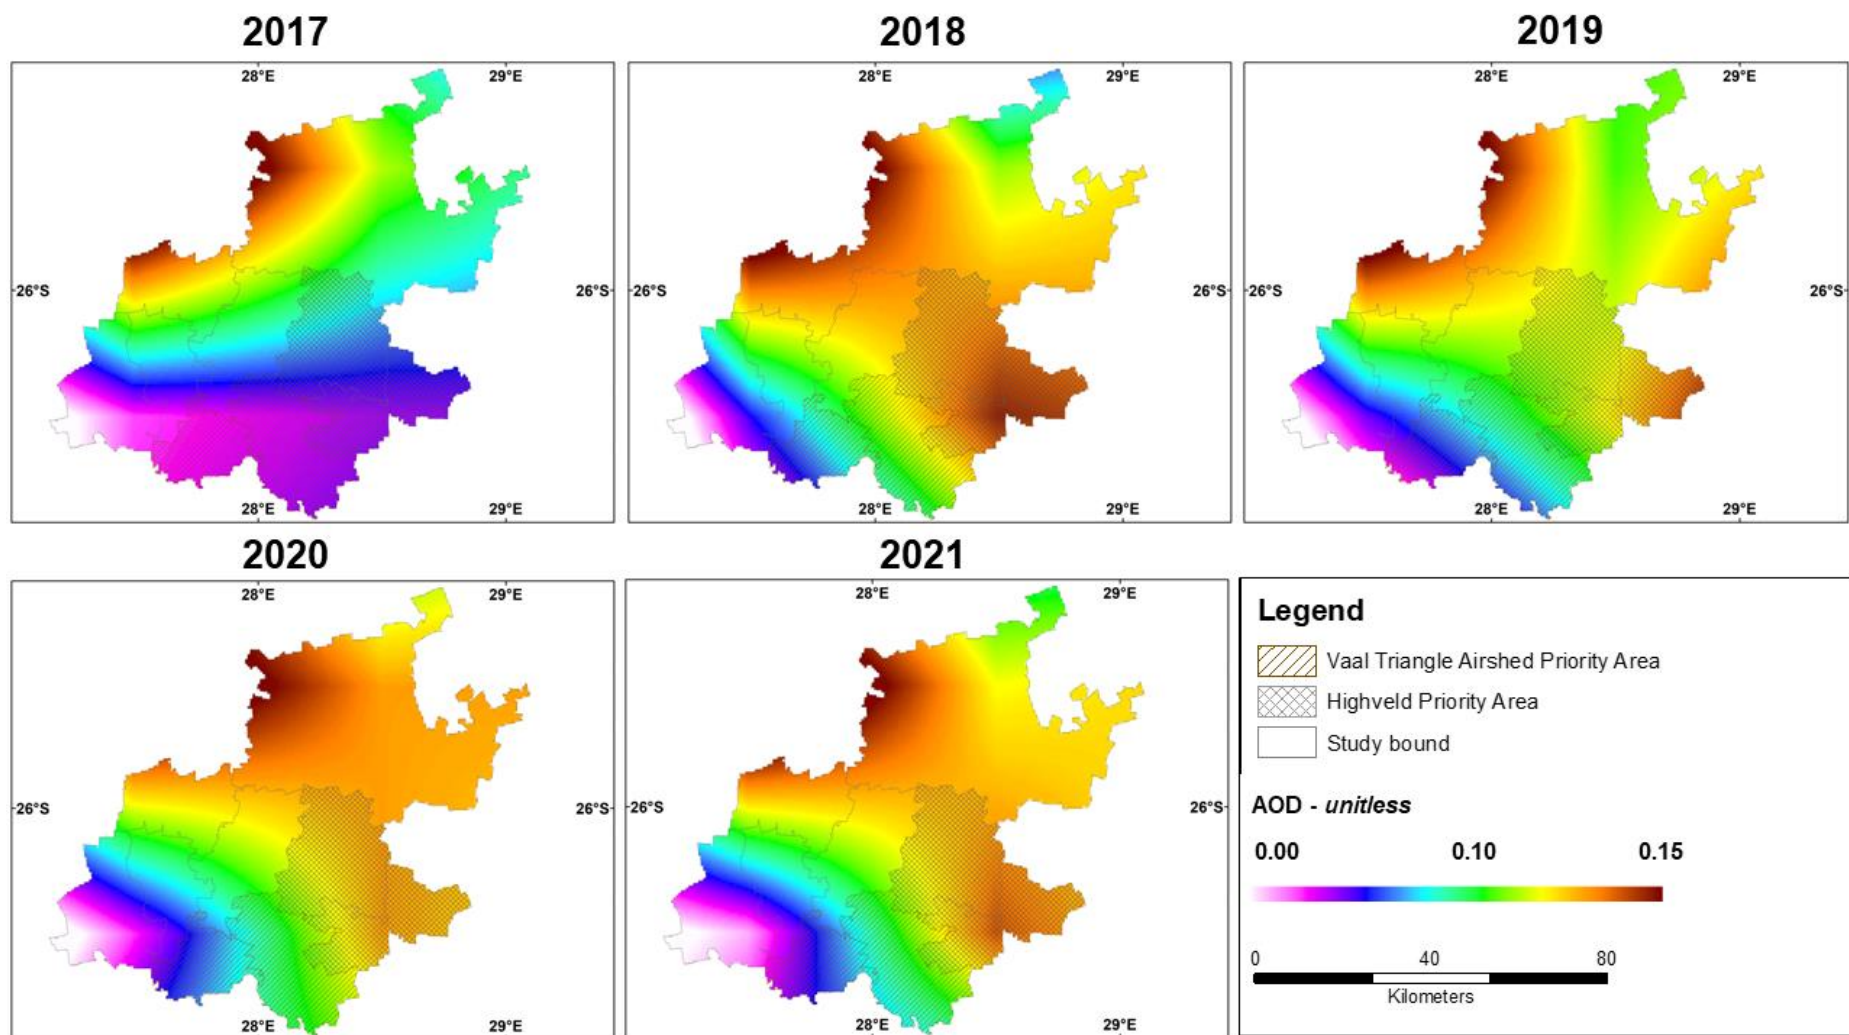 2017
2018
2019
28°E 29°E
28°E 29°E
28°E 29°E
26°S 26°S
26°S 26°S
26°S 26°S
28°E 29°E
28°E 29°E
28°E 29°E
2020
2021
28°E 29°E
28°E 29°E
26°S 26°S
26°S 26°S
28°E 29°E
28°E 29°E
Legend
Vaal Triangle Airshed Priority Area
Highveld Priority Area
Study bound
AOD - unitless
0.00 0.10 0.15
0 40 80
Kilometers